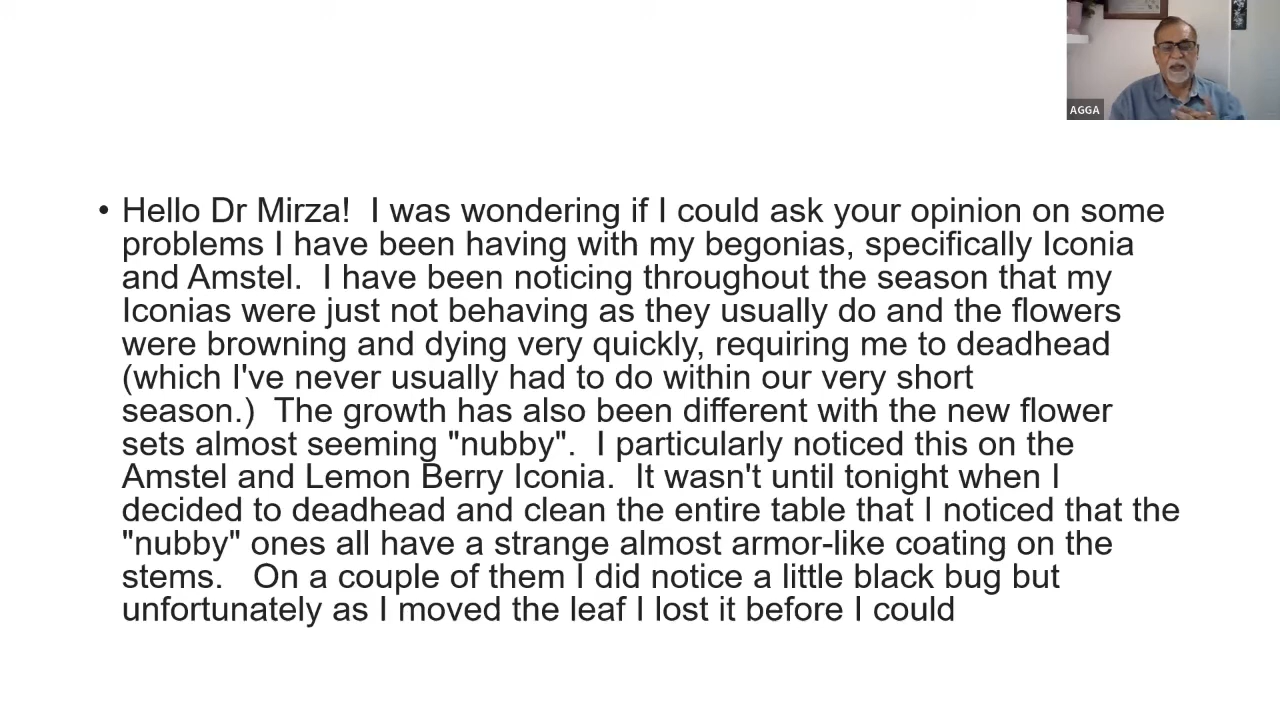 AGGA
• Hello Dr Mirza!  I was wondering if I could ask your opinion on some
problems I have been having with my begonias, specifically Iconia
and Amstel.  I have been noticing throughout the season that my
Iconias were just not behaving as they usually do and the flowers
were browning and dying very quickly, requiring me to deadhead
(which I've never usually had to do within our very short
season.)  The growth has also been different with the new flower
sets almost seeming "nubby".  I particularly noticed this on the
Amstel and Lemon Berry Iconia.  It wasn't until tonight when I
decided to deadhead and clean the entire table that I noticed that the
"nubby" ones all have a strange almost armor-like coating on the
stems.   On a couple of them I did notice a little black bug but
unfortunately as I moved the leaf I lost it before I could